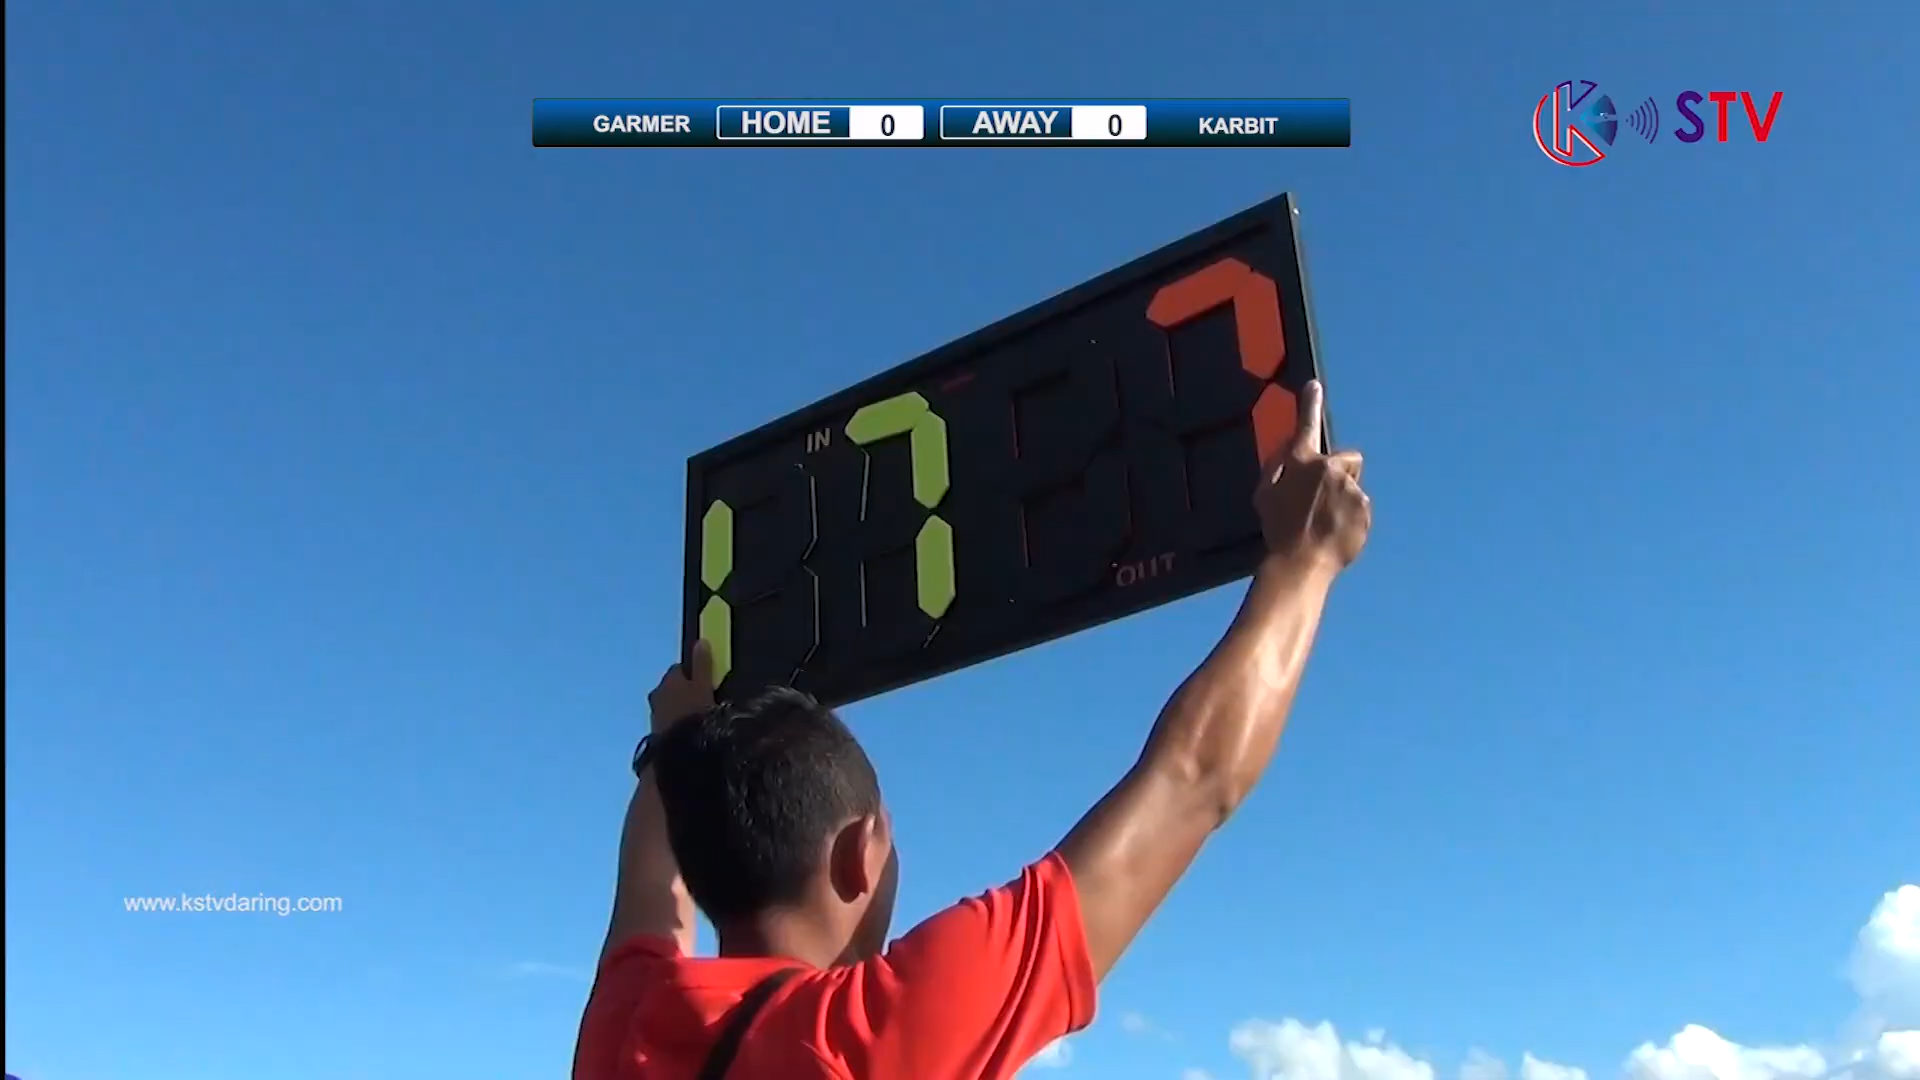 GARMER HOME 0 AWAY 0 KARBIT
K STV
IN
17 7
OUT
www.kstvdaring.com